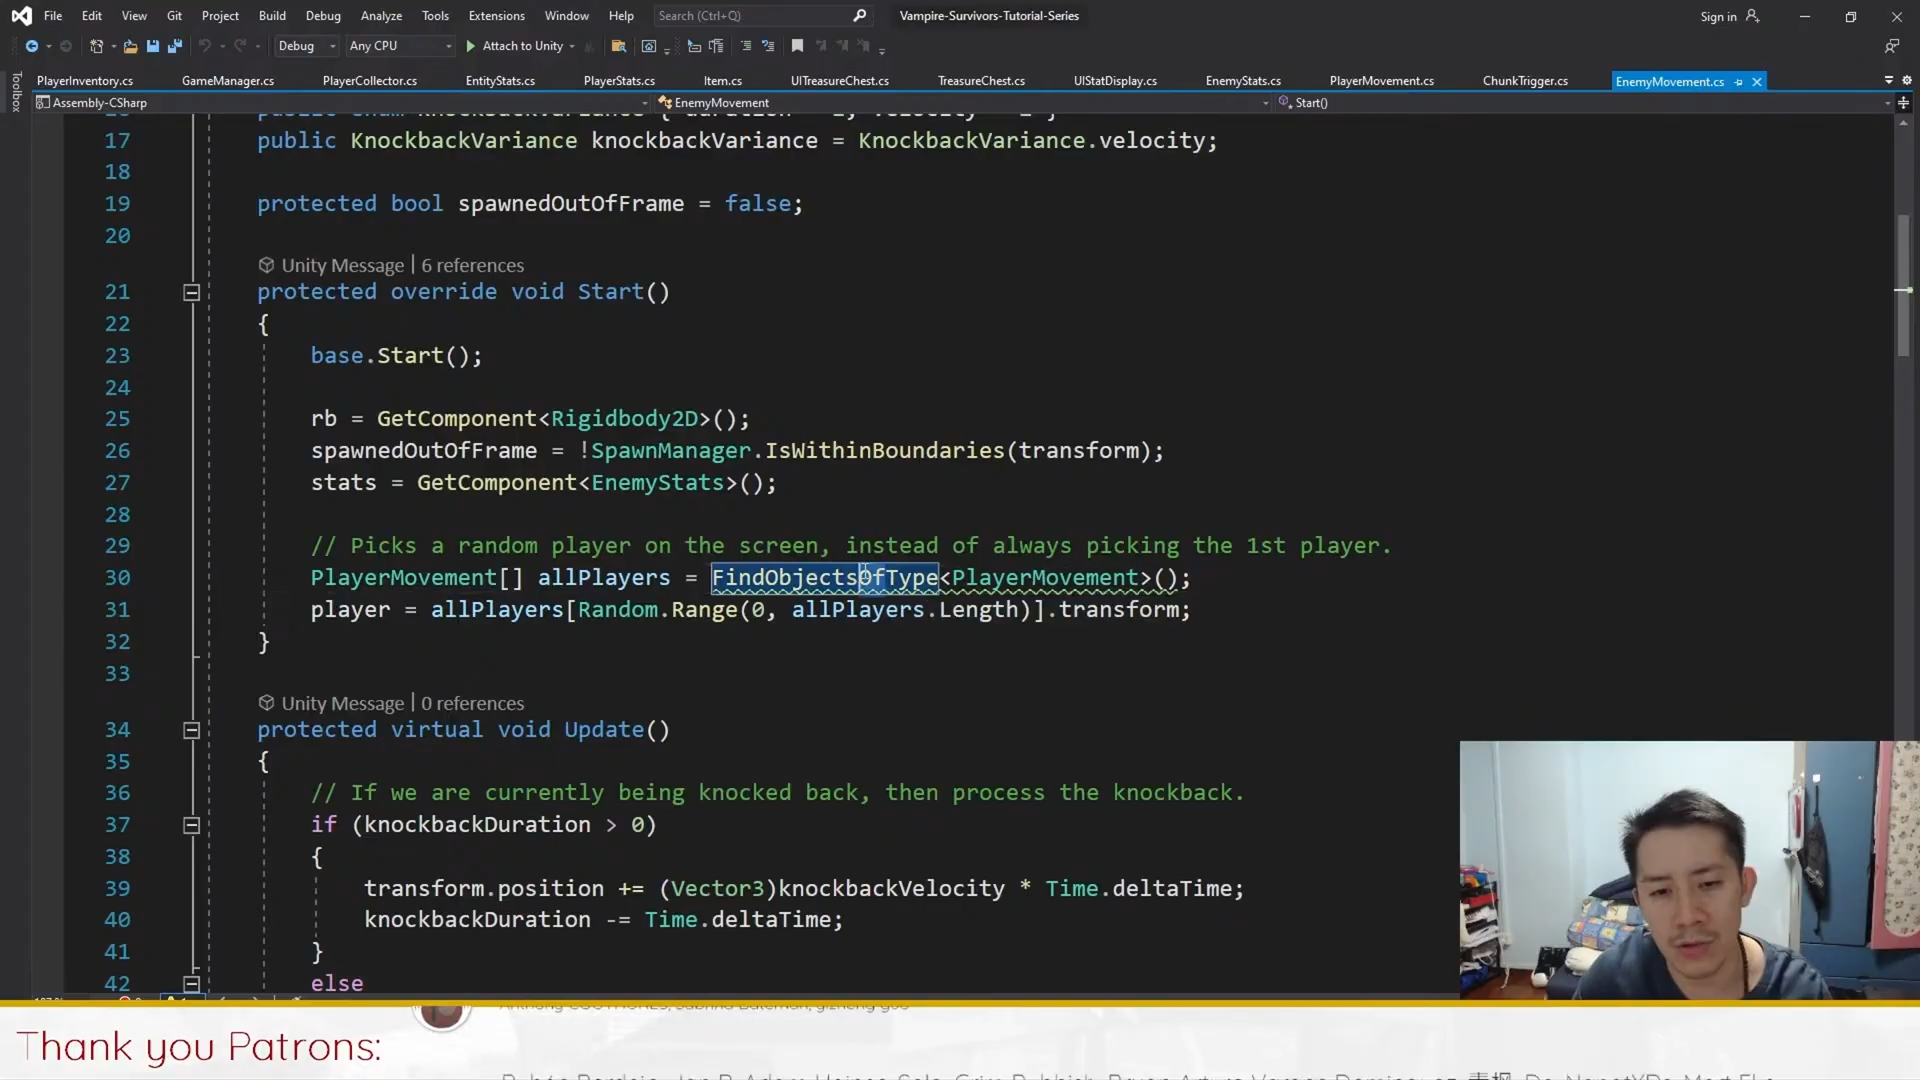 File Edit View Git Project Build Debug Analyze Tools Extensions Window Help Search (Ctrl+Q) Vampire-Survivors-Tutorial-Series Sign in
Debug Any CPU Attach to Unity
PlayerInventory.cs GameManager.cs PlayerCollector.cs EntityStats.cs PlayerStats.cs Item.cs UITreasureChest.cs TreasureChest.cs UIStatDisplay.cs EnemyStats.cs PlayerMovement.cs ChunkTrigger.cs EnemyMovement.cs
Toolbox
Assembly-CSharp EnemyMovement Start()
17 public KnockbackVariance knockbackVariance = KnockbackVariance.velocity;
18
19 protected bool spawnedOutOfFrame = false;
20
Unity Message | 6 references
21 protected override void Start()
22 {
23 base.Start();
24
25 rb = GetComponent<Rigidbody2D>();
26 spawnedOutOfFrame = !SpawnManager.IsWithinBoundaries(transform);
27 stats = GetComponent<EnemyStats>();
28
29 // Picks a random player on the screen, instead of always picking the 1st player.
30 PlayerMovement[] allPlayers = FindObjectsOfType<PlayerMovement>();
31 player = allPlayers[Random.Range(0, allPlayers.Length)].transform;
32 }
33
Unity Message | 0 references
34 protected virtual void Update()
35 {
36 // If we are currently being knocked back, then process the knockback.
37 if (knockbackDuration > 0)
38 {
39 transform.position += (Vector3)knockbackVelocity * Time.deltaTime;
40 knockbackDuration -= Time.deltaTime;
41 }
42 else
Thank you Patrons: